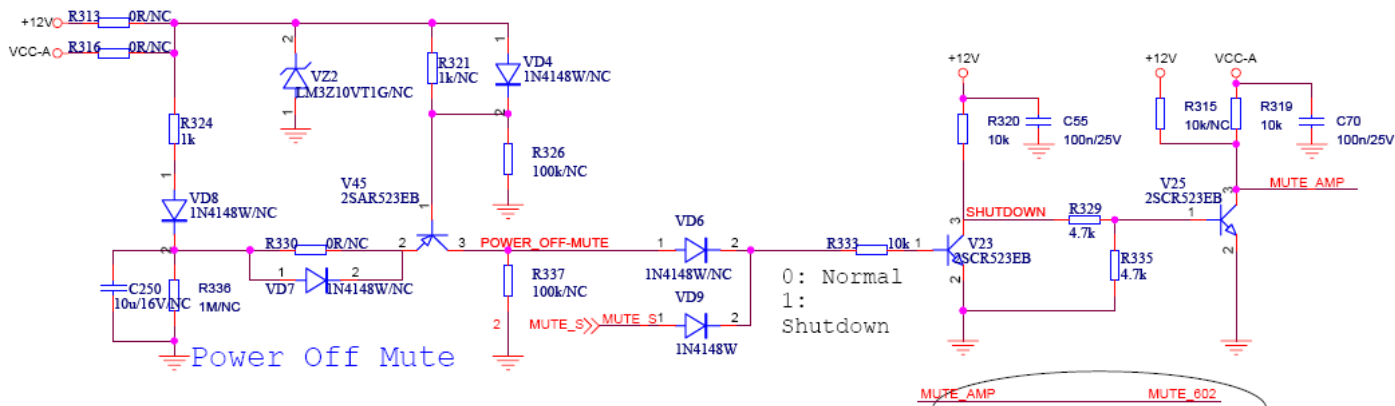 +12V R313 0R/NC
VCC-A R316 0R/NC
2
VZ2
LM3Z10VT1G/NC
1
R321
1k/NC
1
VD4
1N4148W/NC
2
R324
1k
1
VD8
1N4148W/NC
2
R326
100k/NC
V45
2SAR523EB
1
R330 0R/NC
2
3
POWER_OFF-MUTE
1
VD7
2
1N4148W/NC
C250
10u/16V/NC
R336
1M/NC
R337
100k/NC
2
Power Off Mute
1
VD6
2
1N4148W/NC
VD9
MUTE_S MUTE_S 1
2
1N4148W
R333 10k
1
0: Normal
1:
Shutdown
+12V
R320
10k
C55
100n/25V
3
SHUTDOWN
V23
2SCR523EB
2
R329
4.7k
R335
4.7k
+12V
VCC-A
R315
10k/NC
R319
10k
C70
100n/25V
V25
2SCR523EB
3
MUTE_AMP
1
2
MUTE_AMP MUTE_602